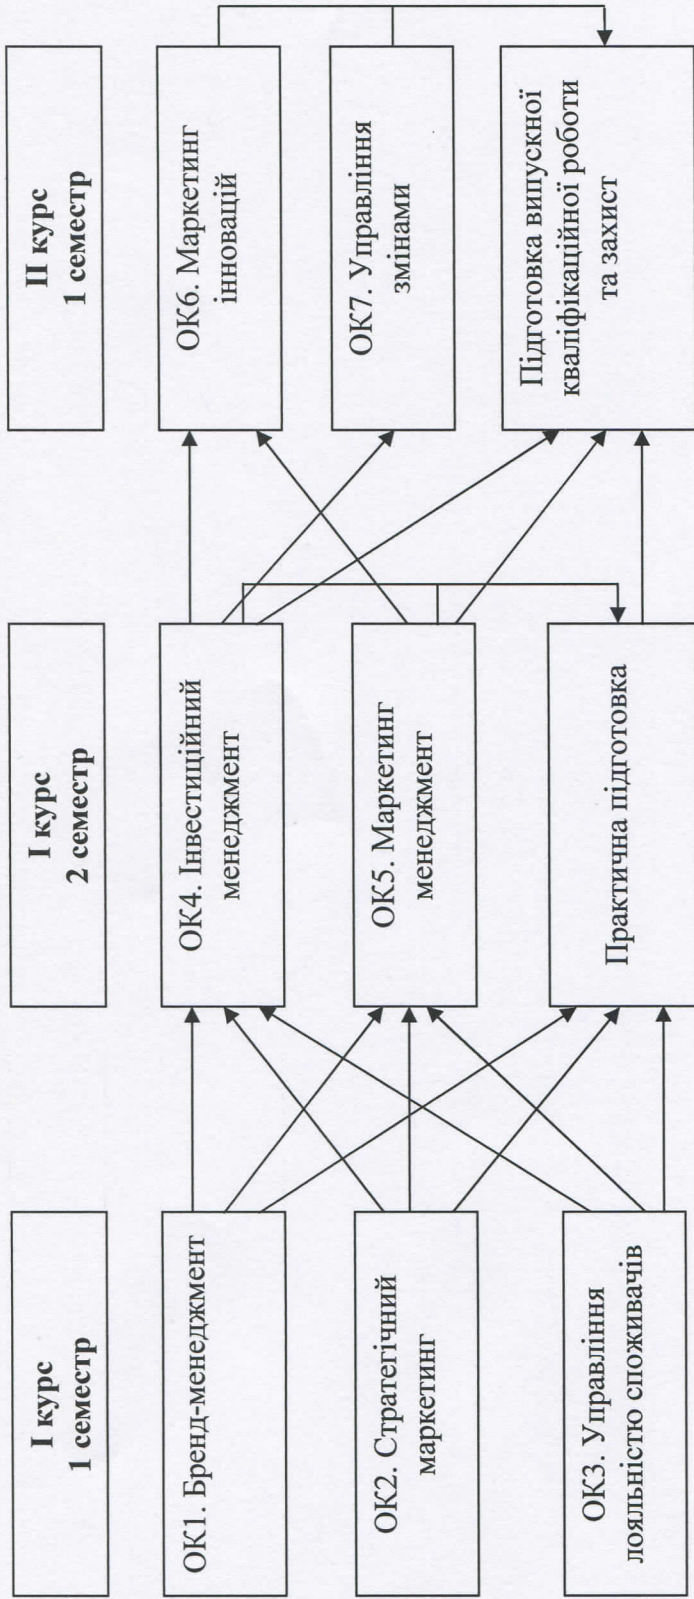 І курс
1 семестр
І курс
2 семестр
ІІ курс
1 семестр
ОК1. Бренд-менеджмент
ОК4. Інвестиційний
менеджмент
ОК6. Маркетинг
інновацій
ОК2. Стратегічний
маркетинг
ОК5. Маркетинг
менеджмент
ОК7. Управління
змінами
ОК3. Управління
лояльністю споживачів
Практична підготовка
Підготовка випускної
кваліфікаційної роботи
та захист